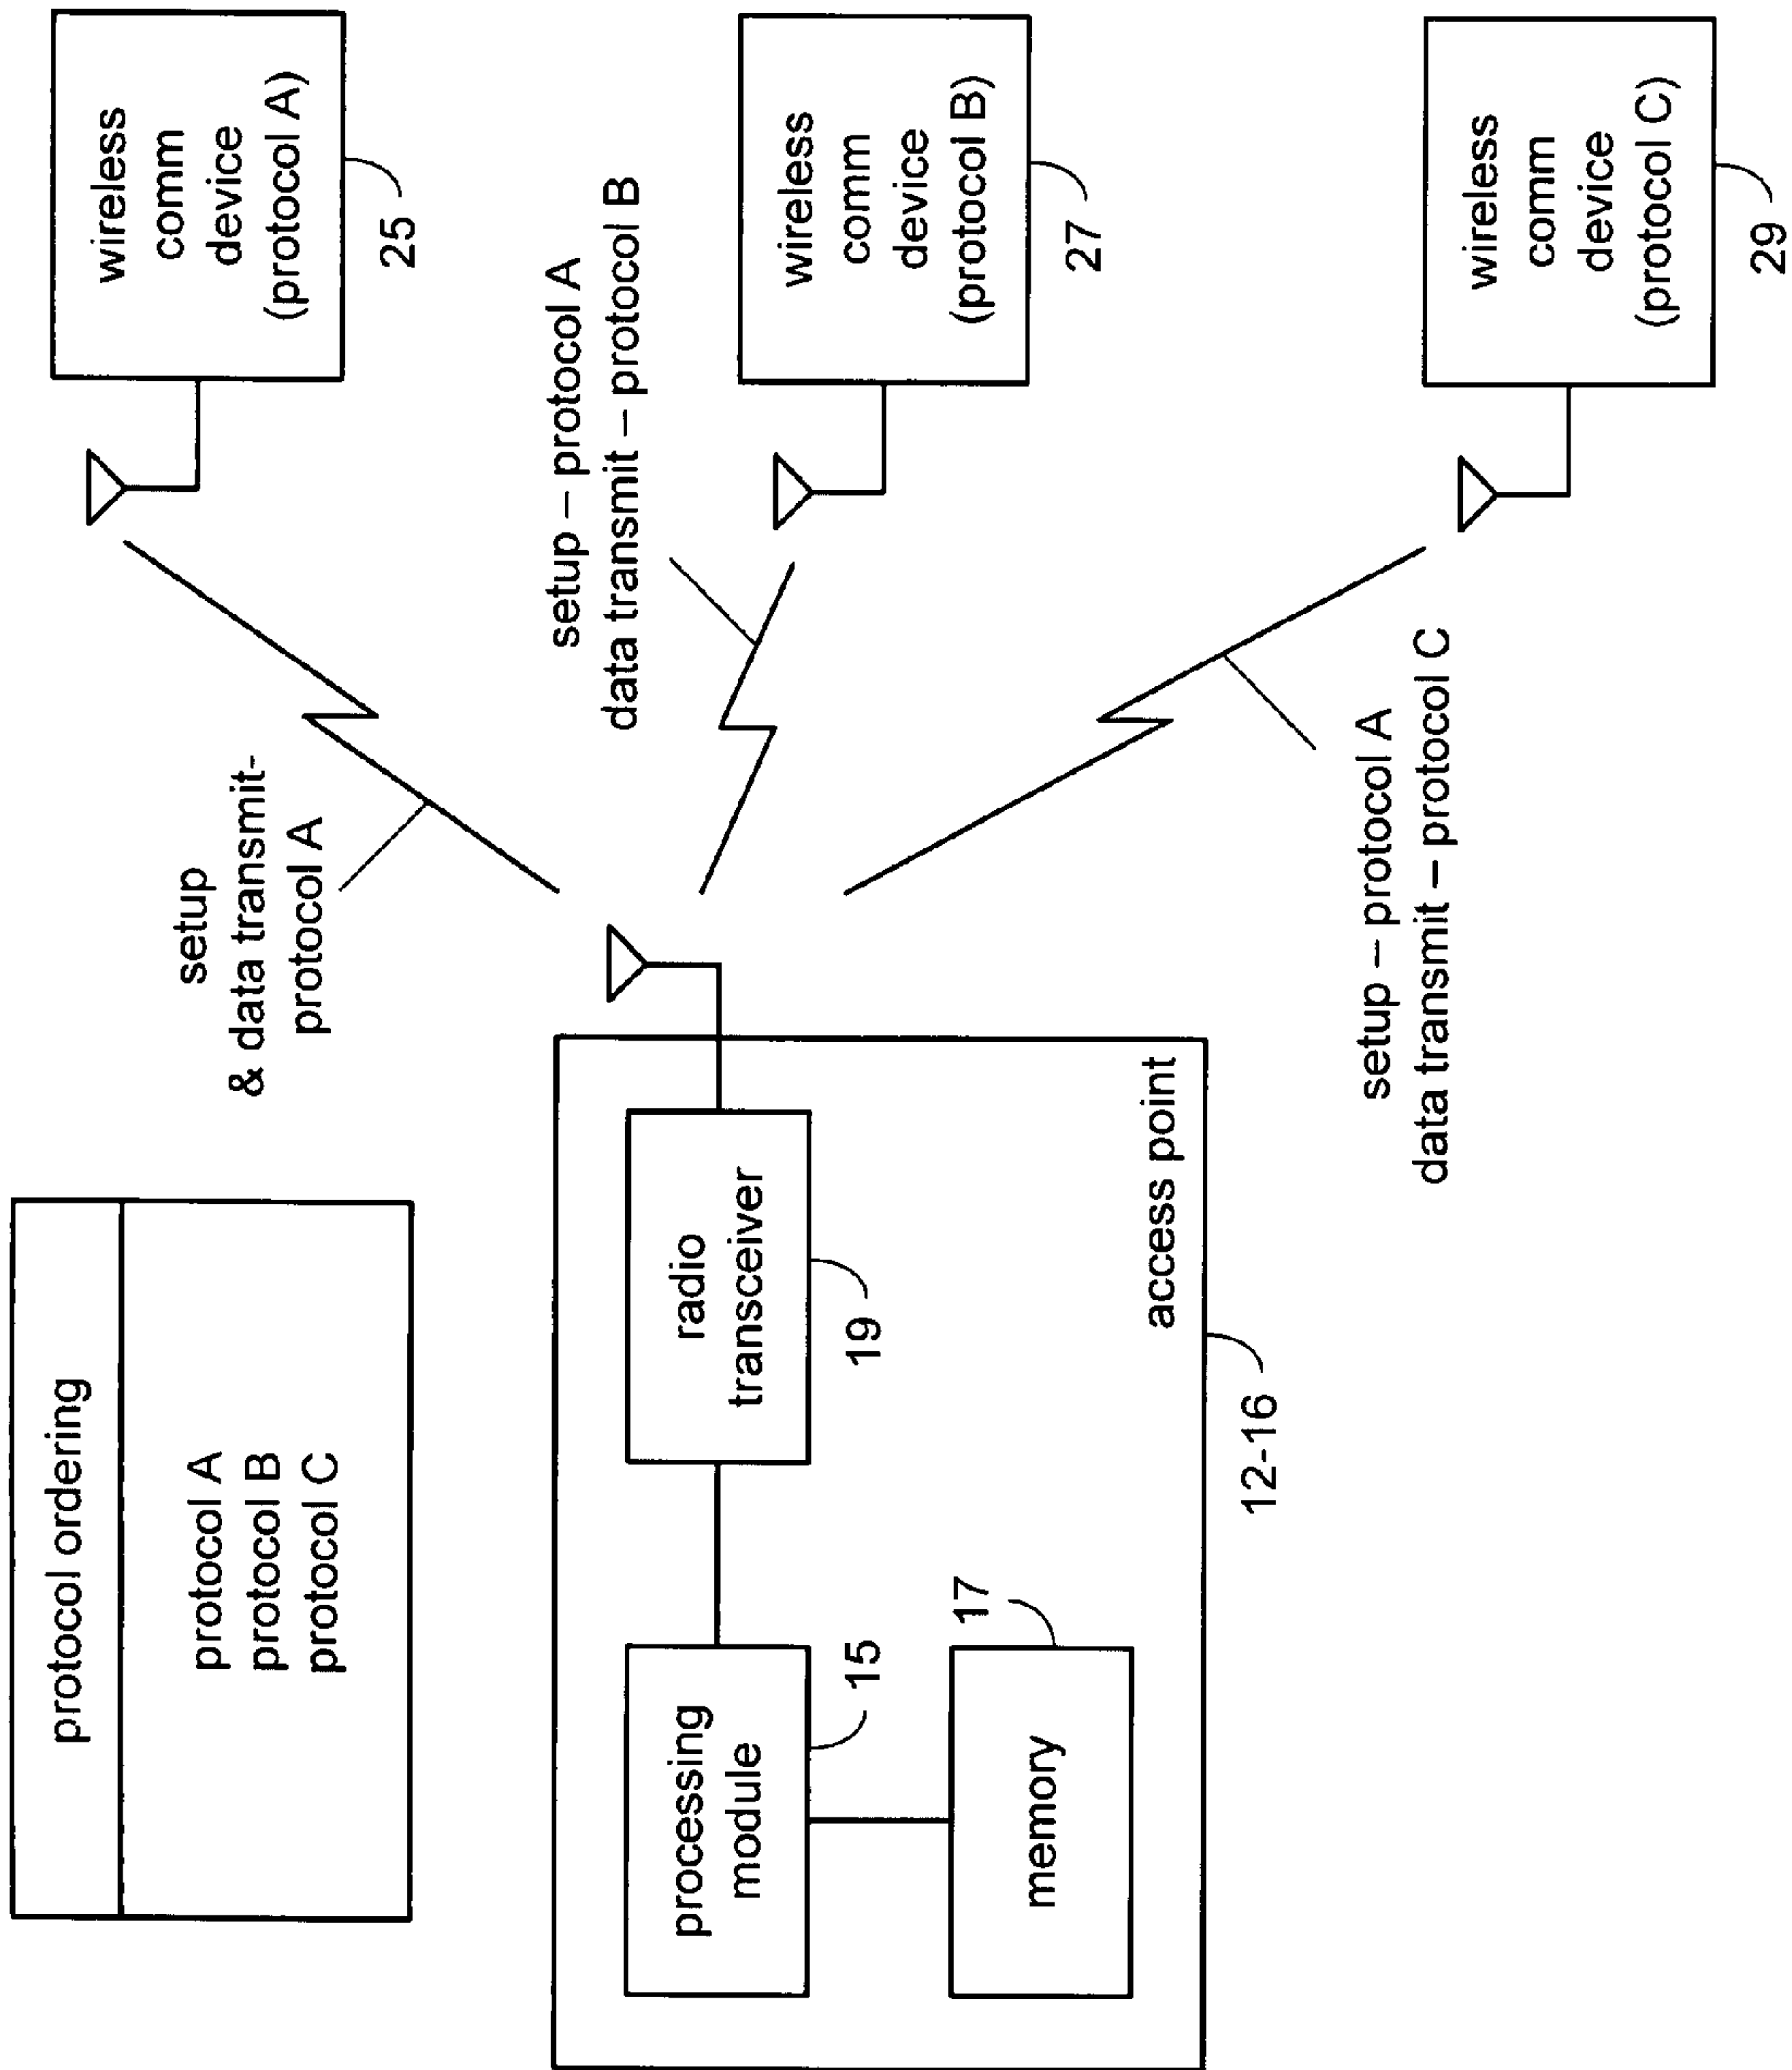 protocol ordering
protocol A
protocol B
protocol C
setup
& data transmit-
protocol A
wireless
comm
device
(protocol A)
25
setup – protocol A
data transmit – protocol B
wireless
comm
device
(protocol B)
27
processing
module
15
radio
transceiver
19
memory
17
access point
12-16
setup – protocol A
data transmit – protocol C
wireless
comm
device
(protocol C)
29